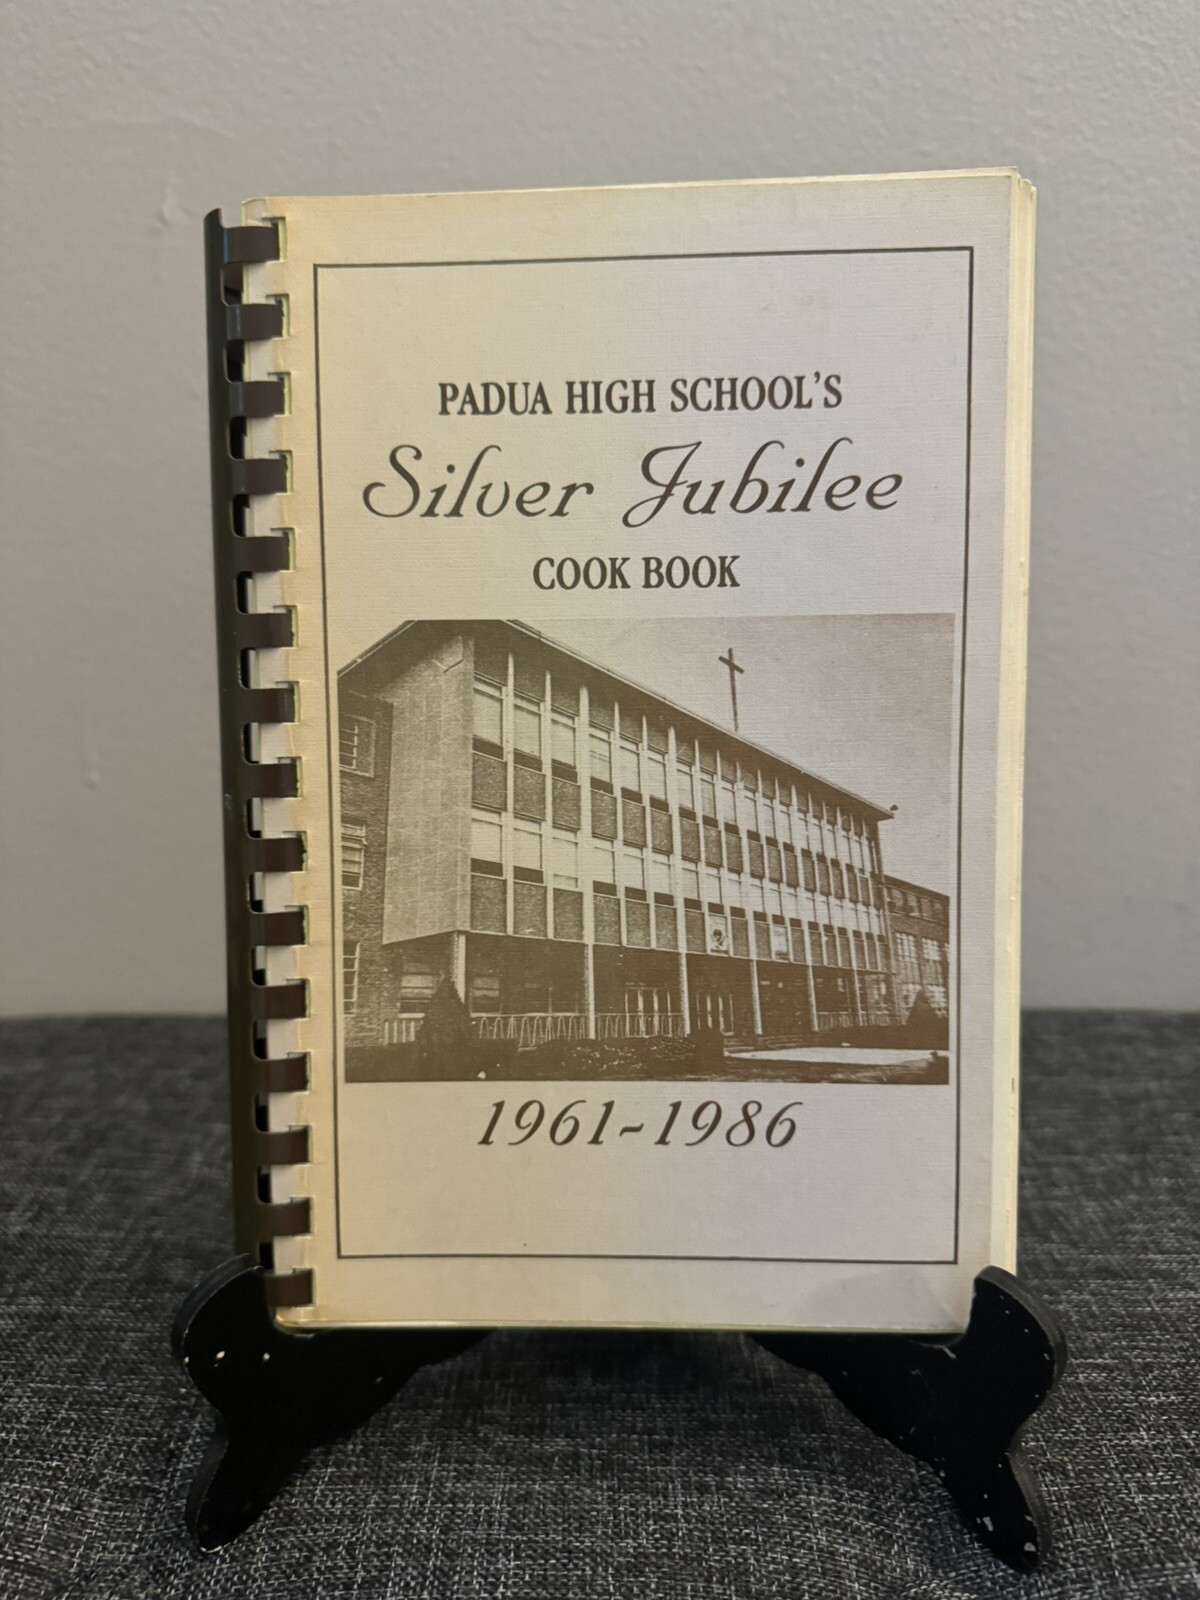 PADUA HIGH SCHOOL'S
Silver Jubilee
COOK BOOK
1961-1986